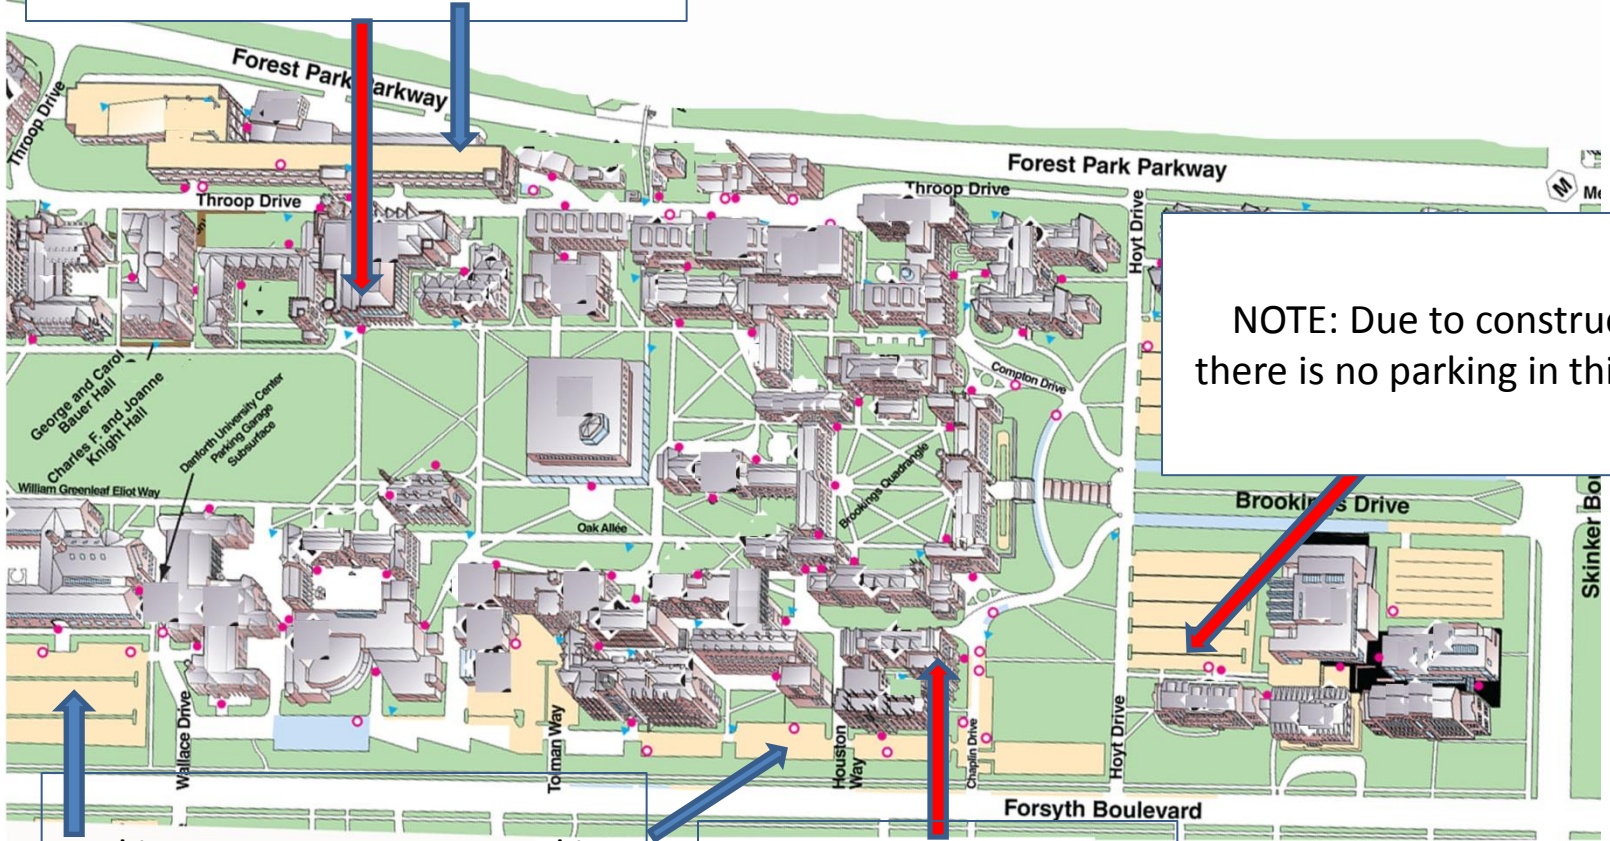 Forest Park Parkway
Throop Drive
Forest Park Parkway
M
Throop Drive
Throop Drive
Hoyt Drive
NOTE: Due to
there is no parking in
George and Carol
Bauer Hall
Charles F. and Joanne
Knight Hall
Danforth University Center
Parking Garage
Subsurface
Compton Drive
William Greenleaf Eliot Way
Brookings Quadrangle
Oak Allée
Brookings Drive
Skinker
Wallace Drive
Tolman Way
Houston
Way
Chaplin Drive
Hoyt Drive
Forsyth Boulevard